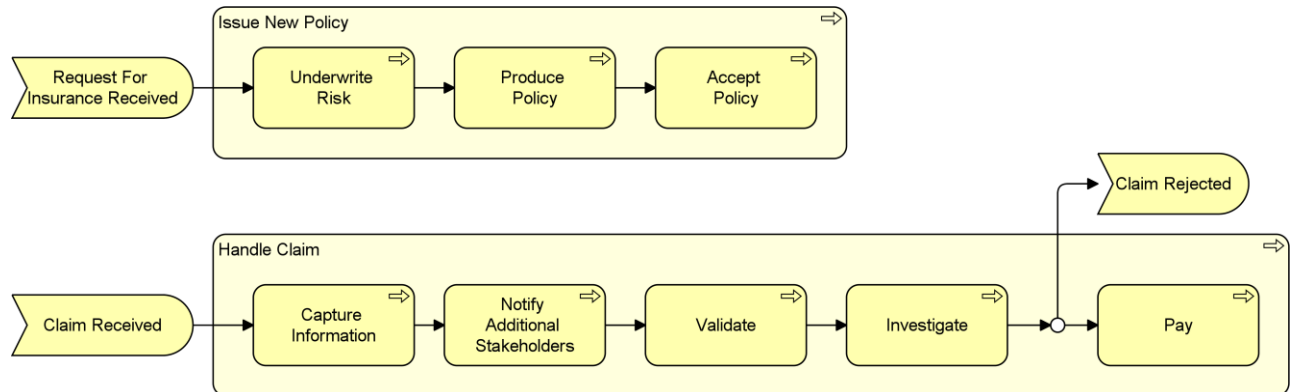 Issue New Policy
Request For
Insurance Received
Underwrite
Risk
Produce
Policy
Accept
Policy
Claim Rejected
Handle Claim
Claim Received
Capture
Information
Notify
Additional
Stakeholders
Validate
Investigate
Pay